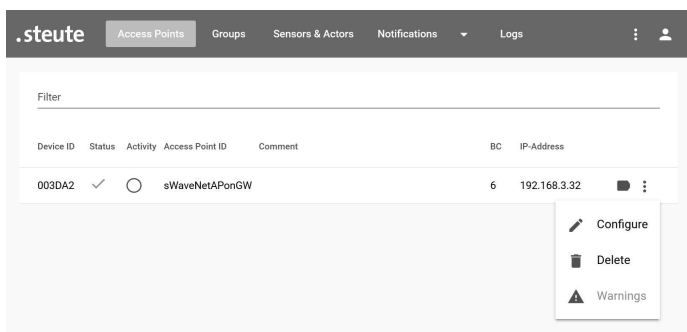 .steute Access Points Groups Sensors & Actors Notifications Logs
Filter
Device ID Status Activity Access Point ID Comment BC IP-Address
003DA2 sWaveNetAPonGW 6 192.168.3.32
Configure
Delete
Warnings